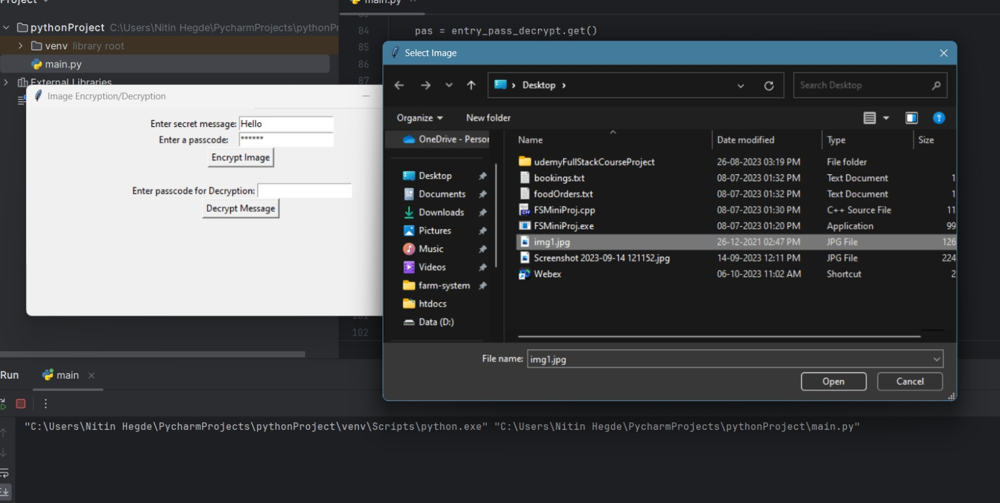 Project
main.py
pythonProject C:\Users\Nitin Hegde\PycharmProjects\pythonPr
venv library root
main.py
External Libraries
84 pas = entry_pass_decrypt.get()
85
86
87
102
Image Encryption/Decryption
Enter secret message: Hello
Enter a passcode: ******
Encrypt Image
Enter passcode for Decryption:
Decrypt Message
Select Image
Desktop
Search Desktop
Organize New folder
OneDrive - Person
Desktop
Documents
Downloads
Pictures
Music
Videos
farm-system
htdocs
Data (D:)
Name Date modified Type Size
udemyFullStackCourseProject 26-08-2023 03:19 PM File folder
bookings.txt 08-07-2023 01:32 PM Text Document 1
foodOrders.txt 08-07-2023 01:32 PM Text Document 1
FSMiniProj.cpp 08-07-2023 01:30 PM C++ Source File 11
FSMiniProj.exe 08-07-2023 01:20 PM Application 99
img1.jpg 26-12-2021 02:47 PM JPG File 126
Screenshot 2023-09-14 121152.jpg 14-09-2023 12:11 PM JPG File 224
Webex 06-10-2023 11:02 AM Shortcut 2
File name: img1.jpg
Open Cancel
Run main
"C:\Users\Nitin Hegde\PycharmProjects\pythonProject\venv\Scripts\python.exe" "C:\Users\Nitin Hegde\PycharmProjects\pythonProject\main.py"